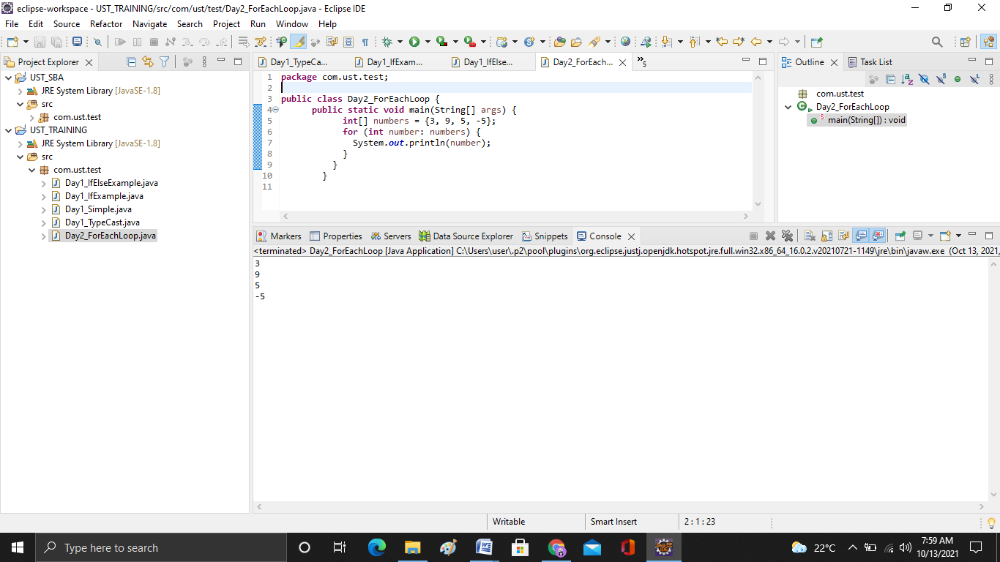 eclipse-workspace - UST_TRAINING/src/com/ust/test/Day2_ForEachLoop.java - Eclipse IDE
File Edit Source Refactor Navigate Search Project Run Window Help
Project Explorer
UST_SBA
JRE System Library [JavaSE-1.8]
src
com.ust.test
UST_TRAINING
JRE System Library [JavaSE-1.8]
src
com.ust.test
Day1_IfElseExample.java
Day1_IfExample.java
Day1_Simple.java
Day1_TypeCast.java
Day2_ForEachLoop.java
Day1_TypeCa... Day1_IfExam... Day1_IfElse... Day2_ForEach... »5
1 package com.ust.test;
2
3 public class Day2_ForEachLoop {
4 public static void main(String[] args) {
5 int[] numbers = {3, 9, 5, -5};
6 for (int number: numbers) {
7 System.out.println(number);
8 }
9 }
10 }
11
Outline Task List
com.ust.test
Day2_ForEachLoop
main(String[]) : void
Markers Properties Servers Data Source Explorer Snippets Console
<terminated> Day2_ForEachLoop [Java Application] C:\Users\user\.p2\pool\plugins\org.eclipse.justj.openjdk.hotspot.jre.full.win32.x86_64_16.0.2.v20210721-1149\jre\bin\javaw.exe (Oct 13, 2021,
3
9
5
-5
Writable Smart Insert 2 : 1 : 23
Type here to search
22°C
7:59 AM
10/13/2021